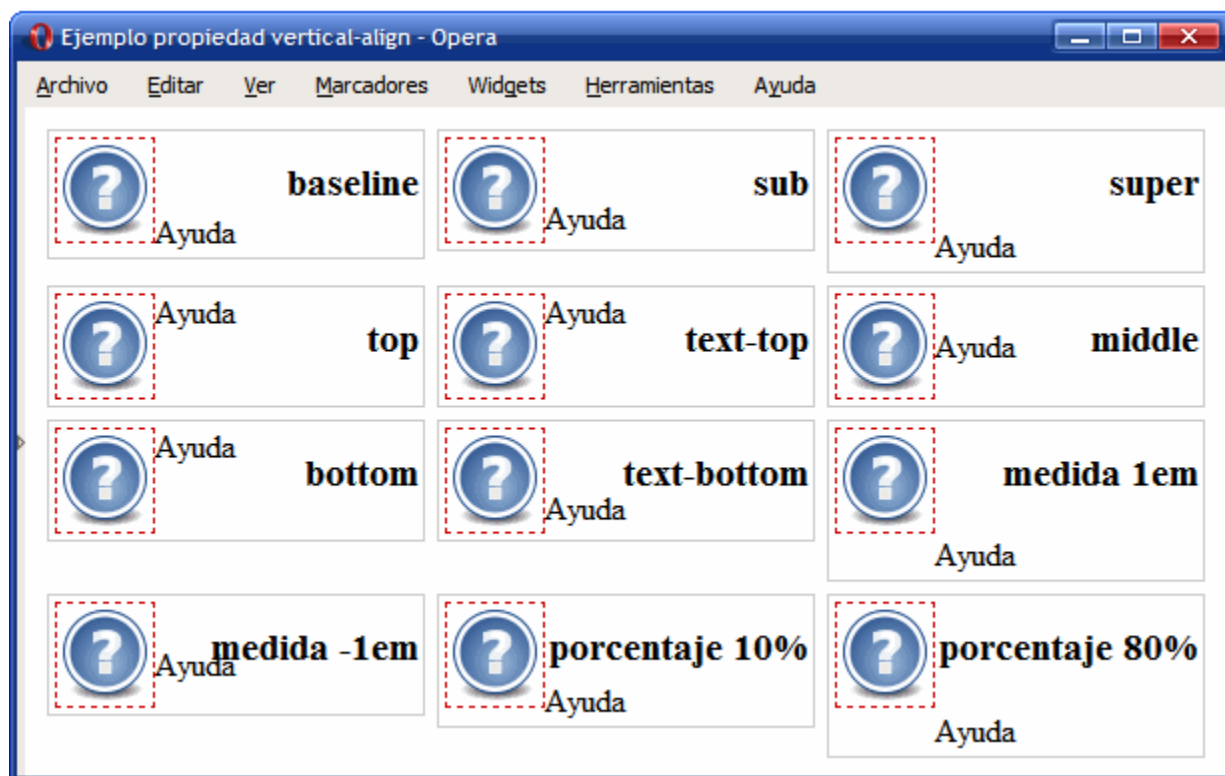 Ejemplo propiedad vertical-align - Opera
Archivo Editar Ver Marcadores Widgets Herramientas Ayuda
? baseline ? sub ? super
Ayuda Ayuda Ayuda
? Ayuda top ? Ayuda text-top ? Ayuda middle
? Ayuda bottom ? text-bottom ? medida 1em
Ayuda
Ayuda
? medida -1em ? porcentaje 10% ? porcentaje 80%
Ayuda Ayuda Ayuda